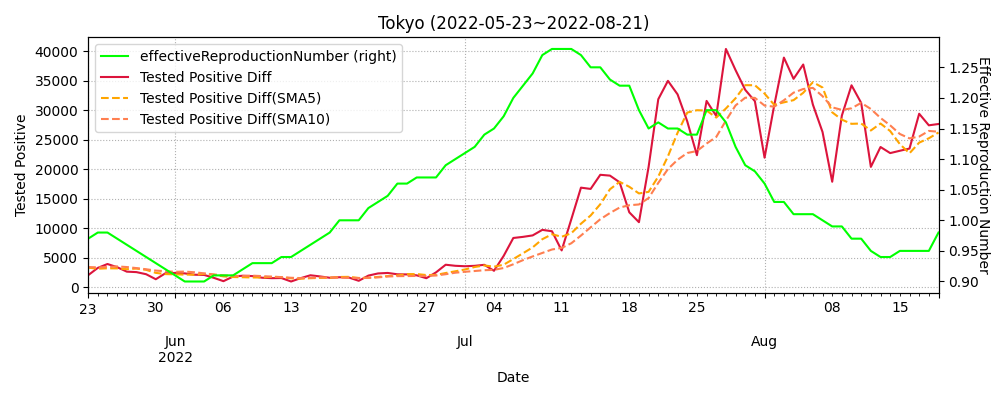 Tokyo (2022-05-23~2022-08-21)
effectiveReproductionNumber (right)
Tested Positive Diff
Tested Positive Diff(SMA5)
Tested Positive Diff(SMA10)
Tested Positive
40000
35000
30000
25000
20000
15000
10000
5000
0
Effective Reproduction Number
1.25
1.20
1.15
1.10
1.05
1.00
0.95
0.90
23 30 06 13 20 27 04 11 18 25 08 15
Jun Jul Aug
2022
Date